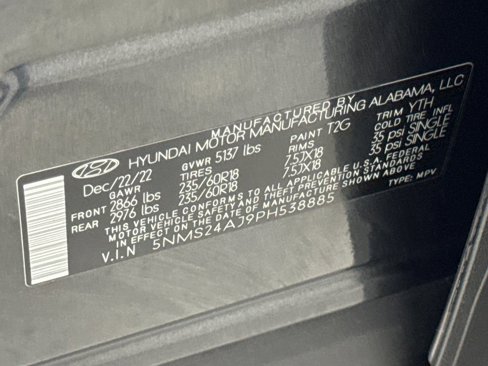 MANUFACTURED BY
HYUNDAI MOTOR MANUFACTURING ALABAMA, LLC
Dec/22/22 GVWR 5137 lbs PAINT T2G TRIM YTH
GAWR TIRES RIMS COLD TIRE INFL
FRONT 2866 lbs 235/60R18 7.5JX18 35 psi SINGLE
REAR 2976 lbs 235/60R18 7.5JX18 35 psi SINGLE
THIS VEHICLE CONFORMS TO ALL APPLICABLE U.S.A. FEDERAL
MOTOR VEHICLE SAFETY AND THEFT PREVENTION STANDARDS
IN EFFECT ON THE DATE OF MANUFACTURE SHOWN ABOVE.
V.I.N 5NMS24AJ9PH538885 TYPE: MPV